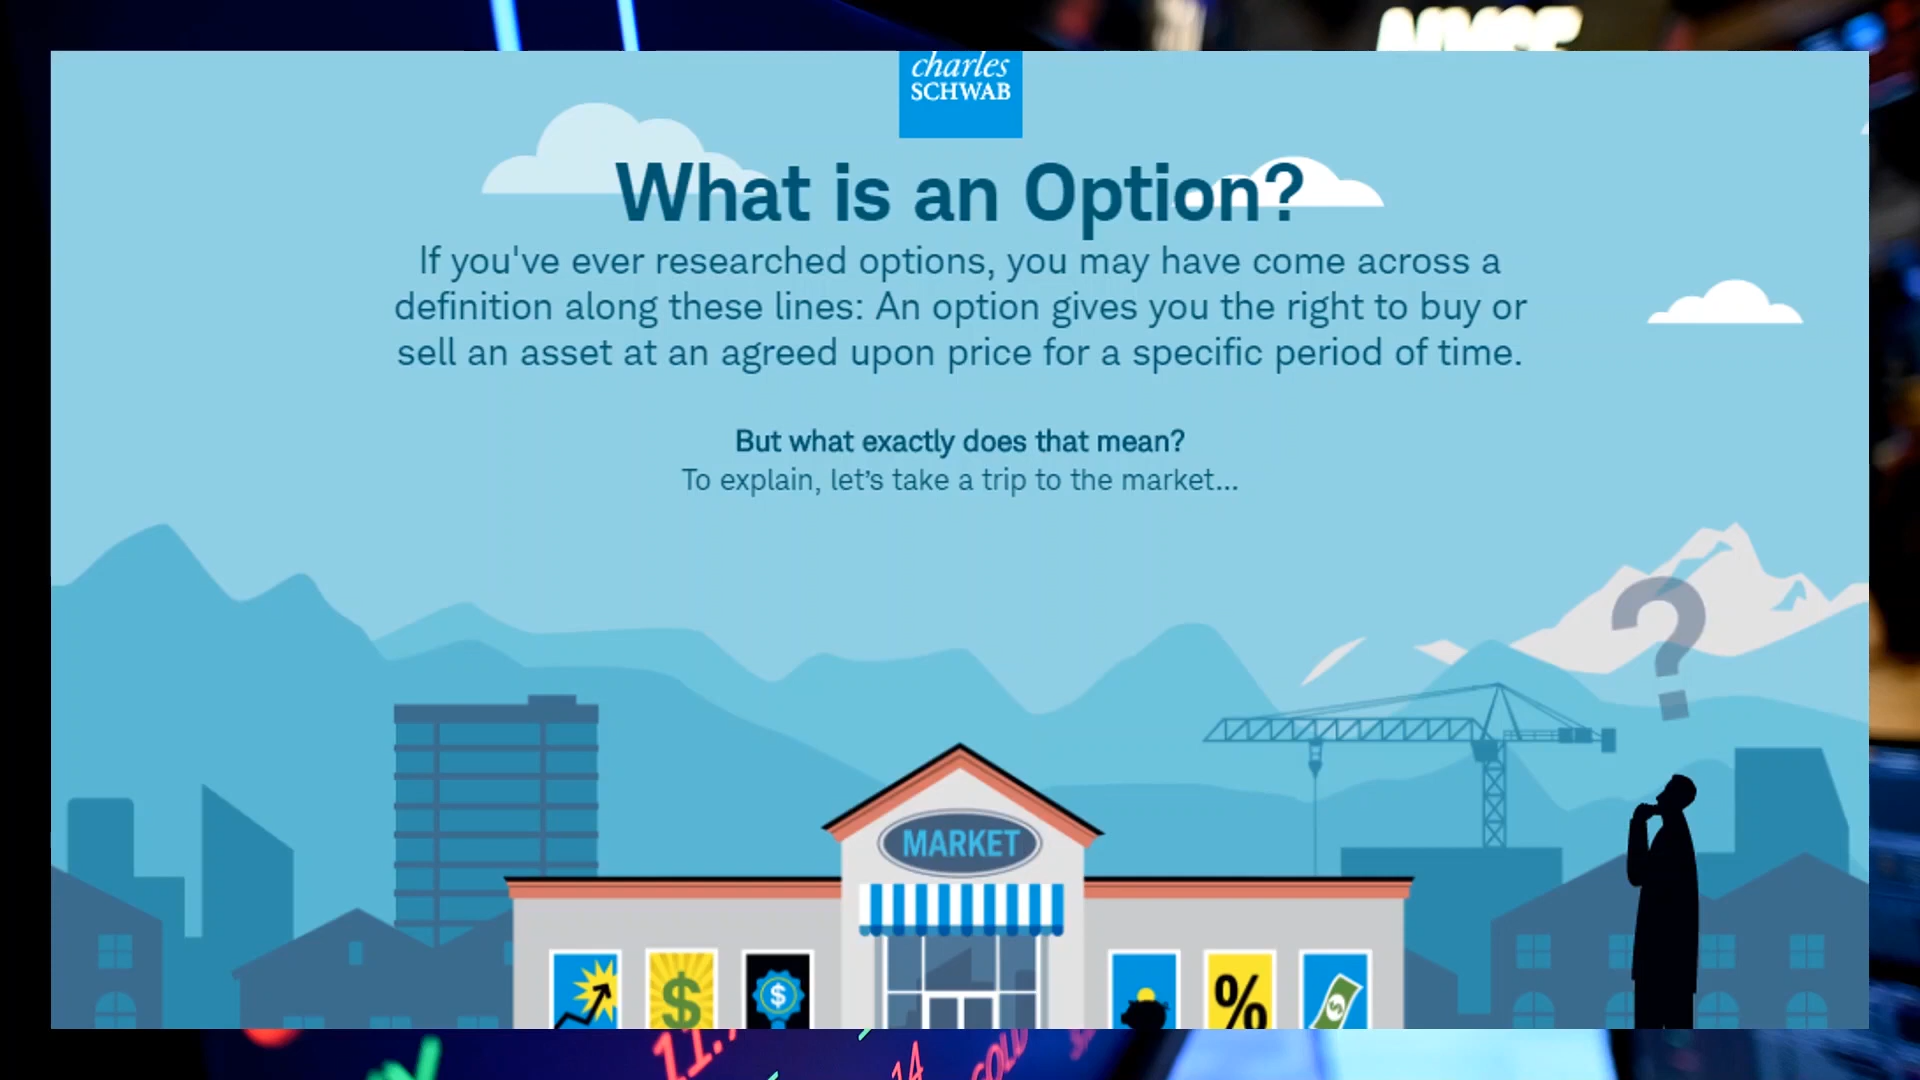 charles
SCHWAB
What is an Option?
If you've ever researched options, you may have come across a
definition along these lines: An option gives you the right to buy or
sell an asset at an agreed upon price for a specific period of time.
But what exactly does that mean?
To explain, let's take a trip to the market...
?
MARKET
$
$
%
$
14
GOLD